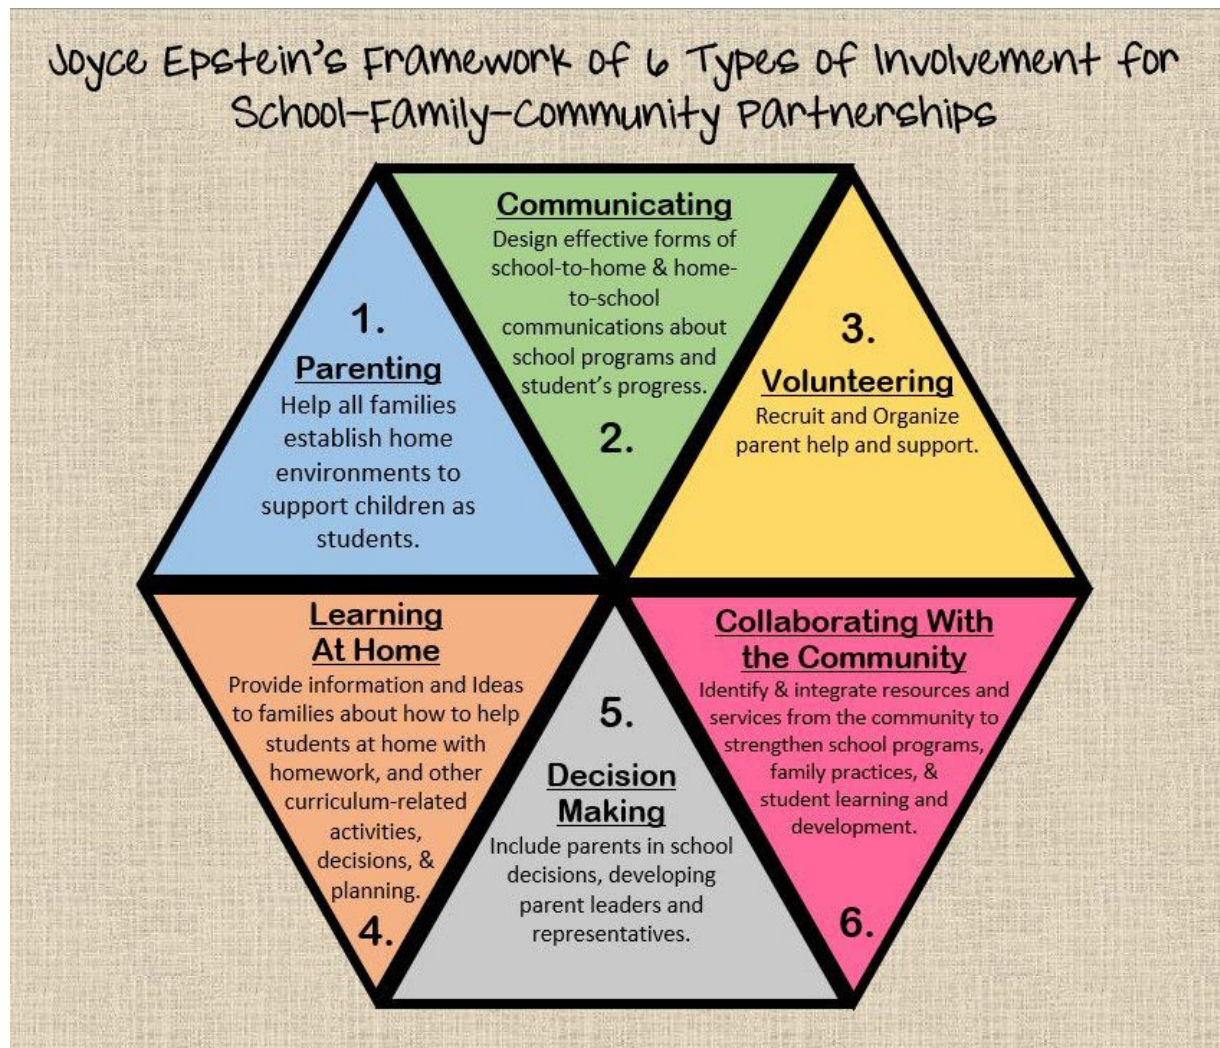 Joyce Epstein's Framework of 6 Types of Involvement for
School-Family-Community Partnerships
1.
Parenting
Help all families
establish home
environments to
support children as
students.
Communicating
Design effective forms of
school-to-home & home-
to-school
communications about
school programs and
student's progress.
2.
3.
Volunteering
Recruit and Organize
parent help and support.
Learning
At Home
Provide information and Ideas
to families about how to help
students at home with
homework, and other
curriculum-related
activities,
decisions, &
planning.
4.
5.
Decision
Making
Include parents in school
decisions, developing
parent leaders and
representatives.
Collaborating With
the Community
Identify & integrate resources and
services from the community to
strengthen school programs,
family practices, &
student learning and
development.
6.